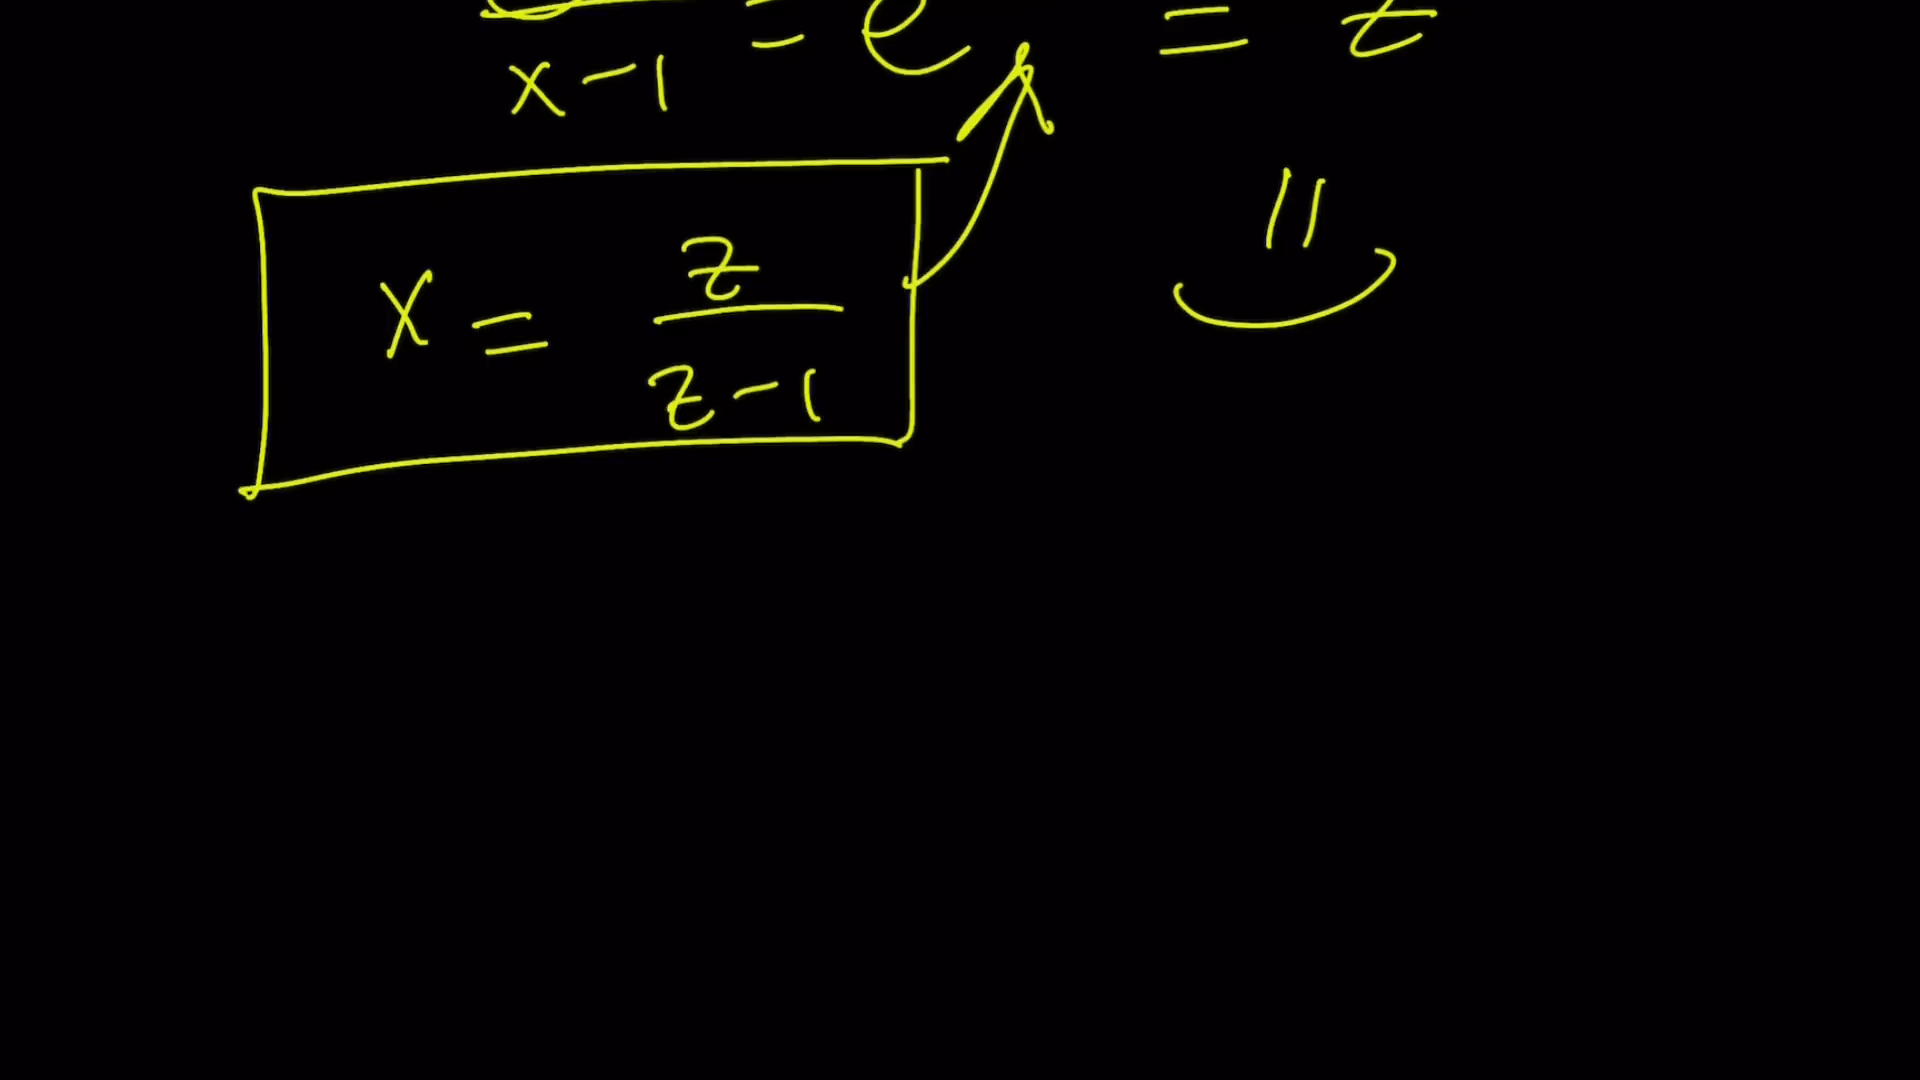 x-1 = e = z
x = z/(z-1)